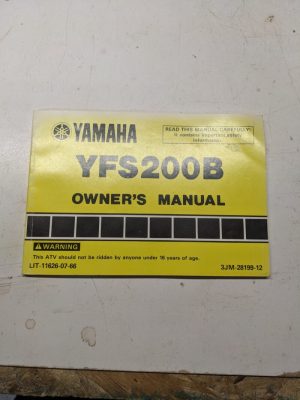 YAMAHA
READ THIS MANUAL CAREFULLY!
It contains important safety
information.
YFS200B
OWNER'S MANUAL
WARNING
This ATV should not be ridden by anyone under 16 years of age.
LIT-11626-07-66
3JM-28199-12